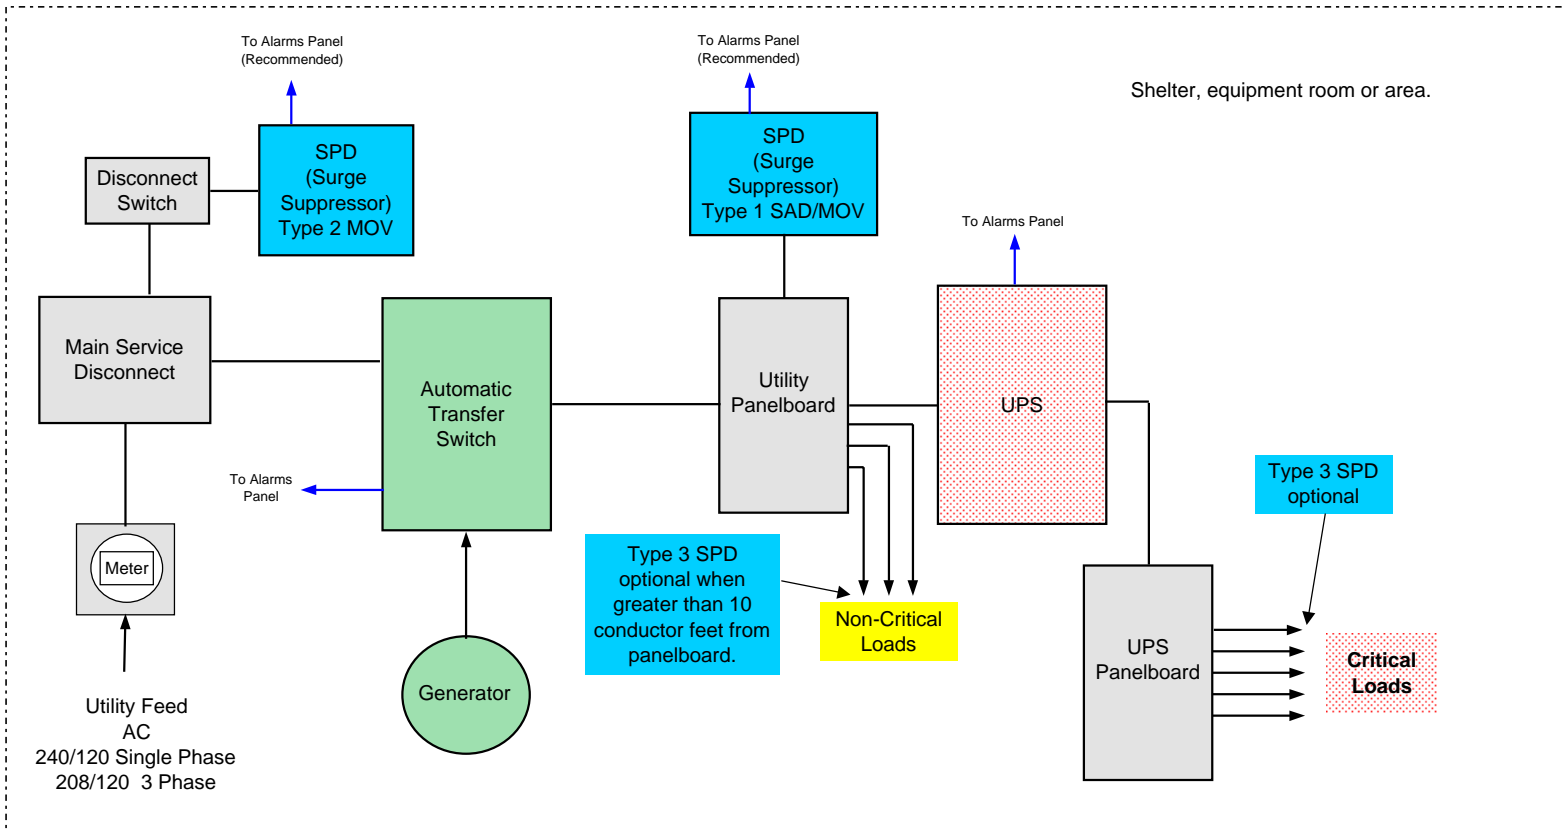 To Alarms Panel
(Recommended)
To Alarms Panel
(Recommended)
Shelter, equipment room or area.
SPD
(Surge
Suppressor)
Type 2 MOV
SPD
(Surge
Suppressor)
Type 1 SAD/MOV
Disconnect
Switch
To Alarms Panel
Main Service
Disconnect
Automatic
Transfer
Switch
Utility
Panelboard
UPS
To Alarms
Panel
Type 3 SPD
optional
Meter
Type 3 SPD
optional when
greater than 10
conductor feet from
panelboard.
Non-Critical
Loads
UPS
Panelboard
Critical
Loads
Generator
Utility Feed
AC
240/120 Single Phase
208/120 3 Phase